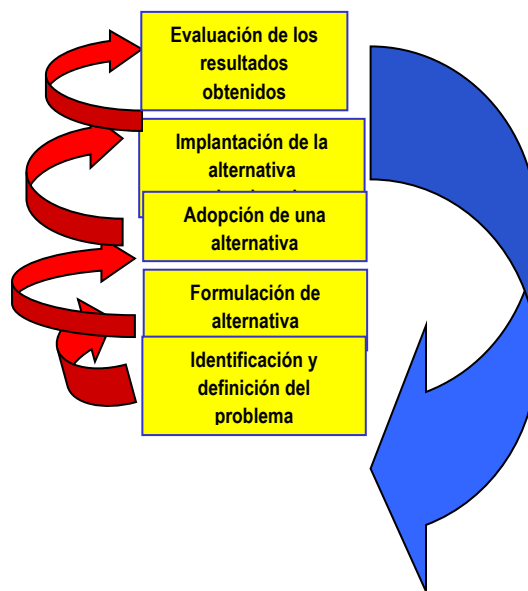 Evaluación de los
resultados
obtenidos
Implantación de la
alternativa
Adopción de una
alternativa
Formulación de
alternativa
Identificación y
definición del
problema